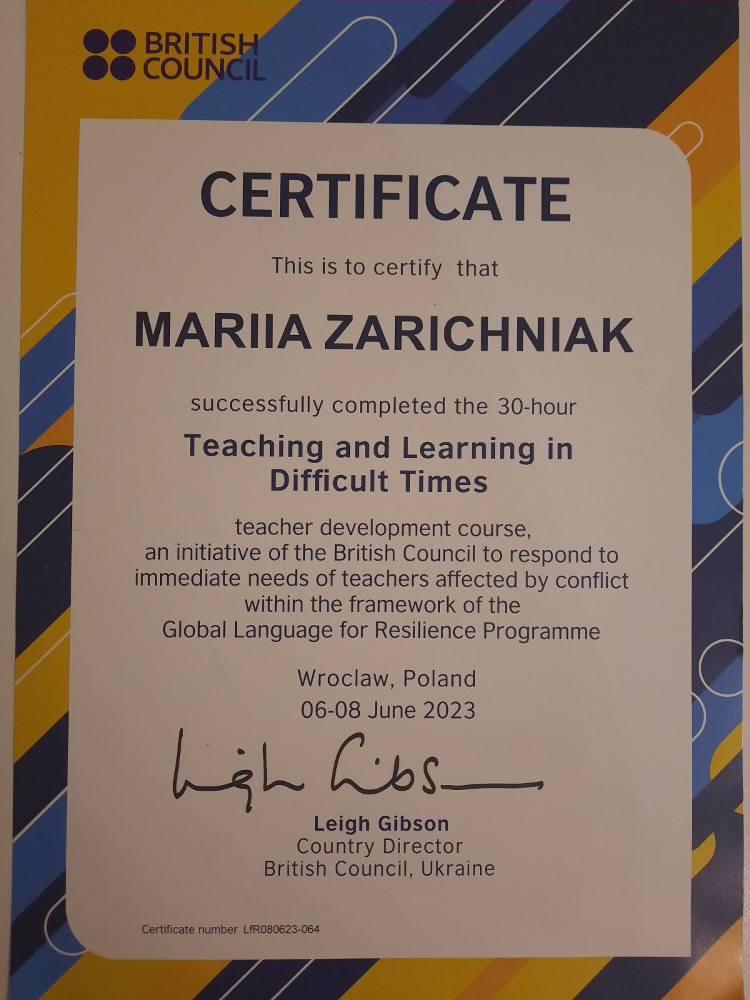 BRITISH
COUNCIL
CERTIFICATE
This is to certify that
MARIIA ZARICHNIAK
successfully completed the 30-hour
Teaching and Learning in
Difficult Times
teacher development course,
an initiative of the British Council to respond to
immediate needs of teachers affected by conflict
within the framework of the
Global Language for Resilience Programme
Wroclaw, Poland
06-08 June 2023
Leigh Gibson
Leigh Gibson
Country Director
British Council, Ukraine
Certificate number LfR080623-064